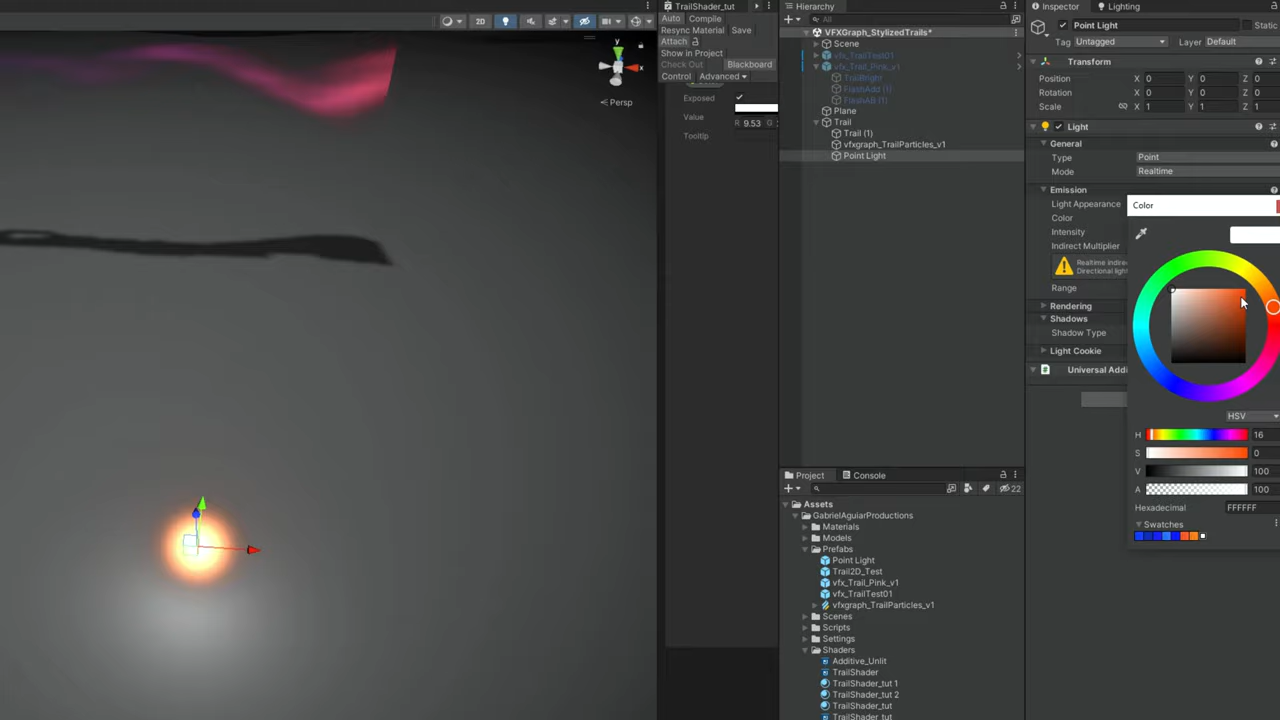 2D
y
x
Persp
TrailShader_tut
Auto Compile
Resync Material Save
Attach
Show in Project
Check Out Blackboard
Control Advanced
Exposed
Value
R 9.53 G
Tooltip
Hierarchy
All
VFXGraph_StylizedTrails*
Scene
vfx_TrailTest01
vfx_Trail_Pink_v1
TrailBright
FlashAdd (1)
FlashAB (1)
Plane
Trail
Trail (1)
vfxgraph_TrailParticles_v1
Point Light
Project Console
22
Assets
GabrielAguiarProductions
Materials
Models
Prefabs
Point Light
Trail2D_Test
vfx_Trail_Pink_v1
vfx_TrailTest01
vfxgraph_TrailParticles_v1
Scenes
Scripts
Settings
Shaders
Additive_Unlit
TrailShader
TrailShader_tut 1
TrailShader_tut 2
TrailShader_tut
TrailShader_tut
Inspector Lighting
Point Light Static
Tag Untagged Layer Default
Transform
Position X 0 Y 0 Z 0
Rotation X 0 Y 0 Z 0
Scale X 1 Y 1 Z 1
Light
General
Type Point
Mode Realtime
Emission
Light Appearance
Color
Intensity
Indirect Multiplier
Realtime indirec
Directional light
Range
Rendering
Shadows
Shadow Type
Light Cookie
Universal Addi
Color
HSV
H 16
S 0
V 100
A 100
Hexadecimal FFFFFF
Swatches